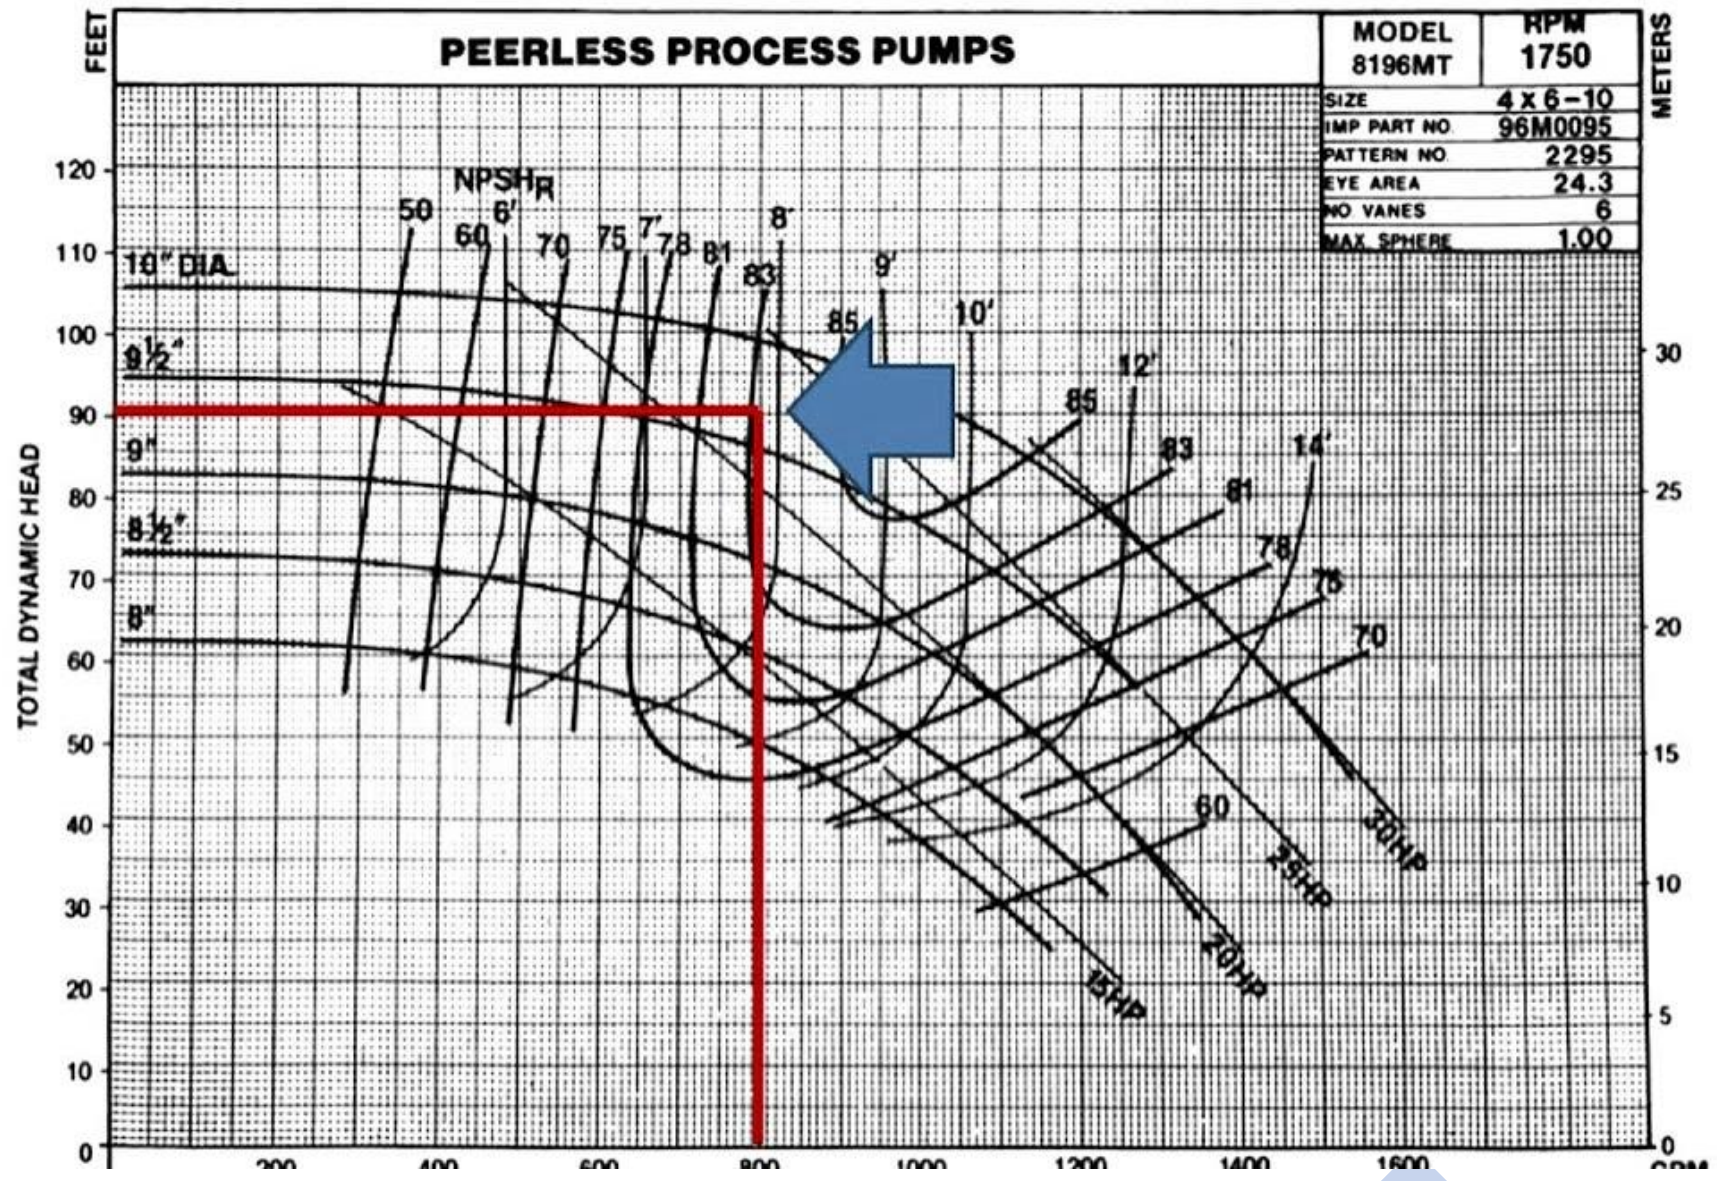 FEET
PEERLESS PROCESS PUMPS
MODEL
8196MT
RPM
1750
METERS
SIZE 4 x 6-10
IMP PART NO. 96M0095
PATTERN NO. 2295
EYE AREA 24.3
NO VANES 6
MAX. SPHERE 1.00
TOTAL DYNAMIC HEAD
120
110
100
90
80
70
60
50
40
30
20
10
0
NPSHR
50
60
6'
70
75
7'
78
81
83
8'
85
9'
10'
12'
85
83
14'
81
78
75
70
60
10" DIA.
9½"
9"
8½"
8"
30
25
20
15
10
5
0
30HP
25HP
20HP
15HP
200
400
600
800
1000
1200
1400
1600
GPM